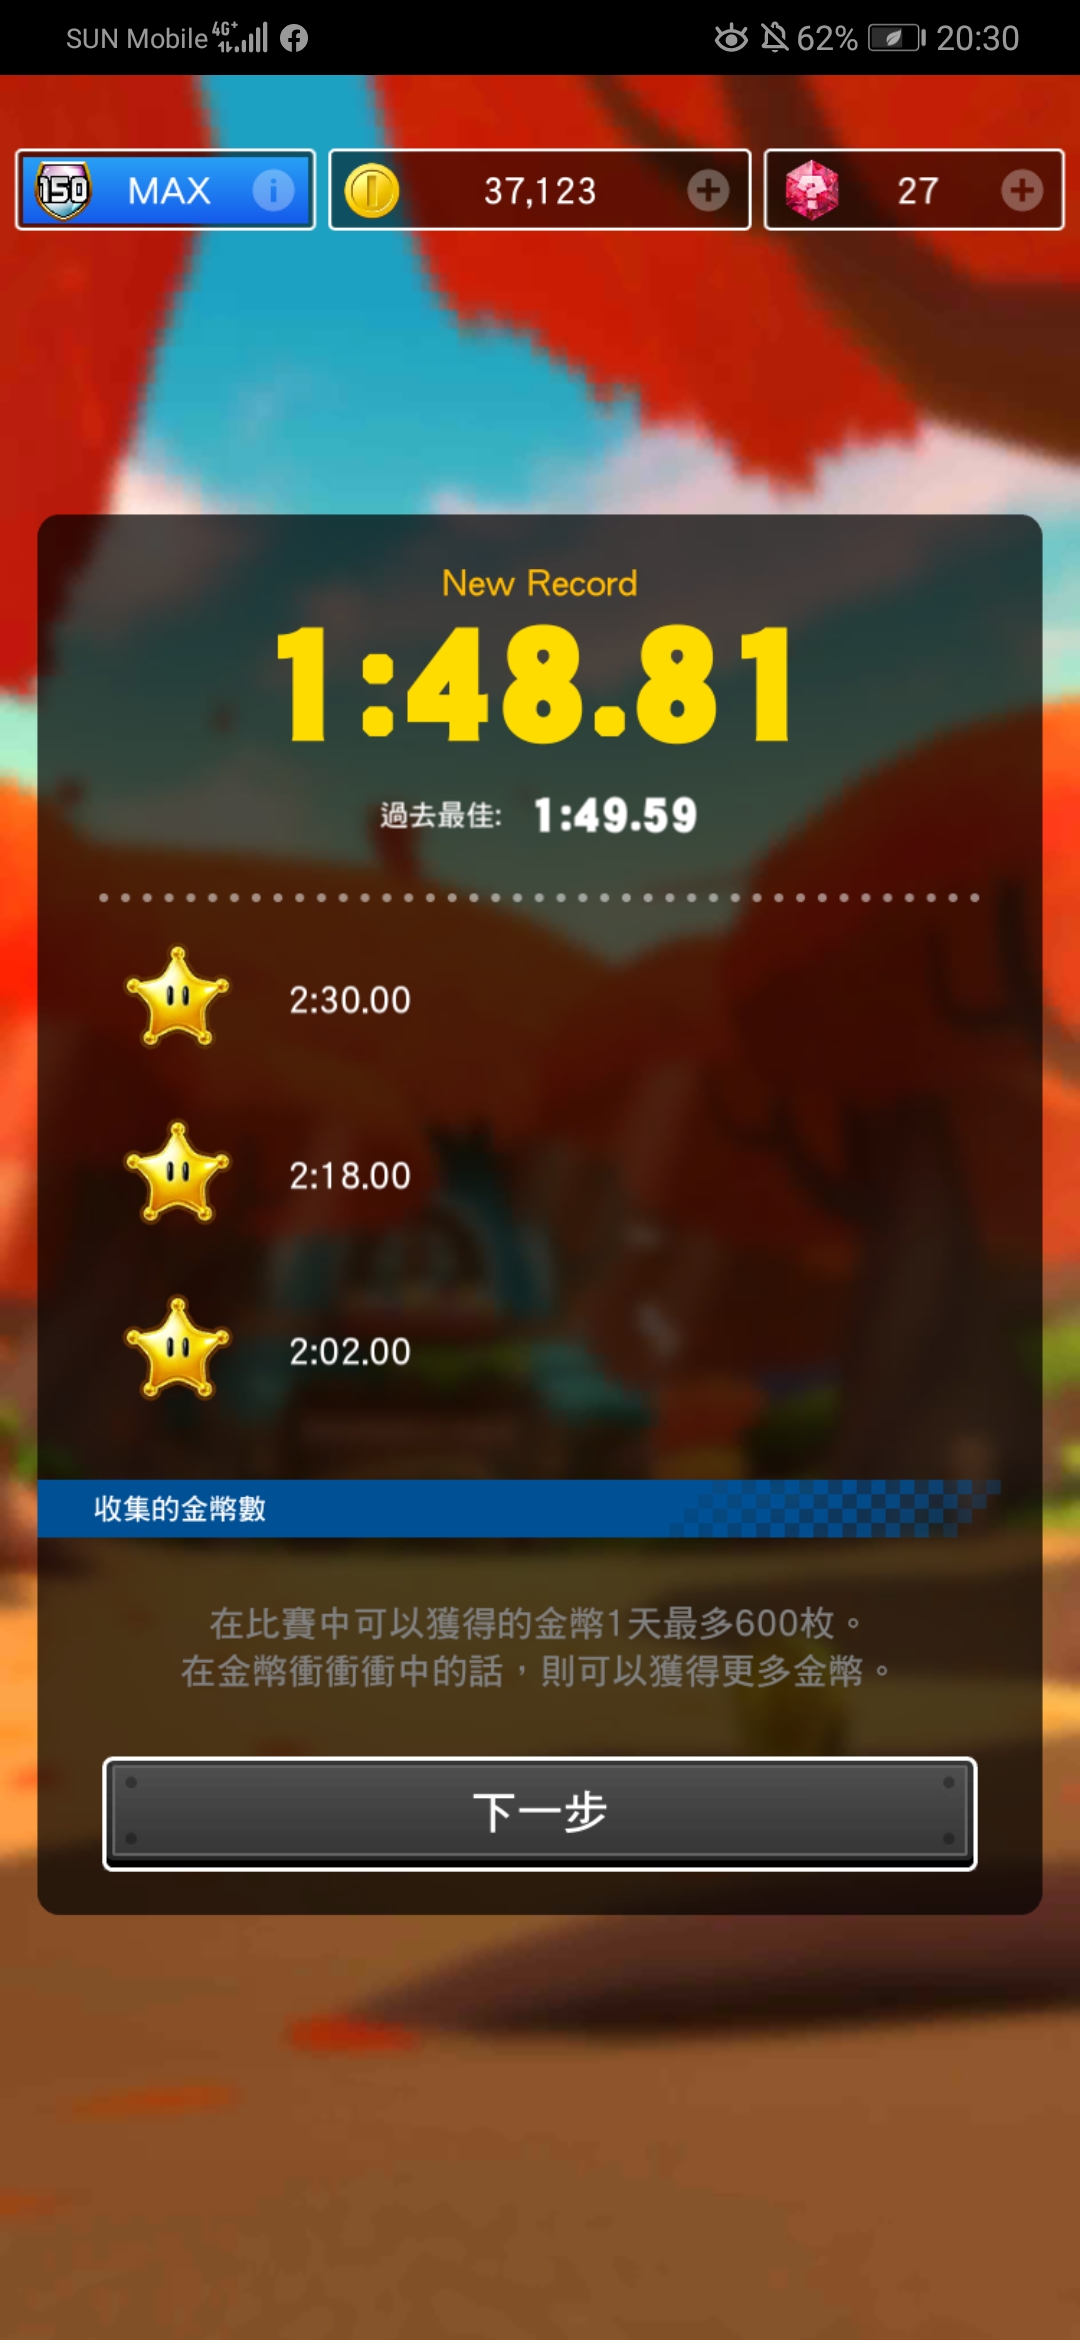 SUN Mobile 4G+ 62% 20:30
150 MAX i 37,123 + 27 +
New Record
1:48.81
過去最佳: 1:49.59
2:30.00
2:18.00
2:02.00
收集的金幣數
在比賽中可以獲得的金幣1天最多600枚。
在金幣衝衝衝中的話，則可以獲得更多金幣。
下一步